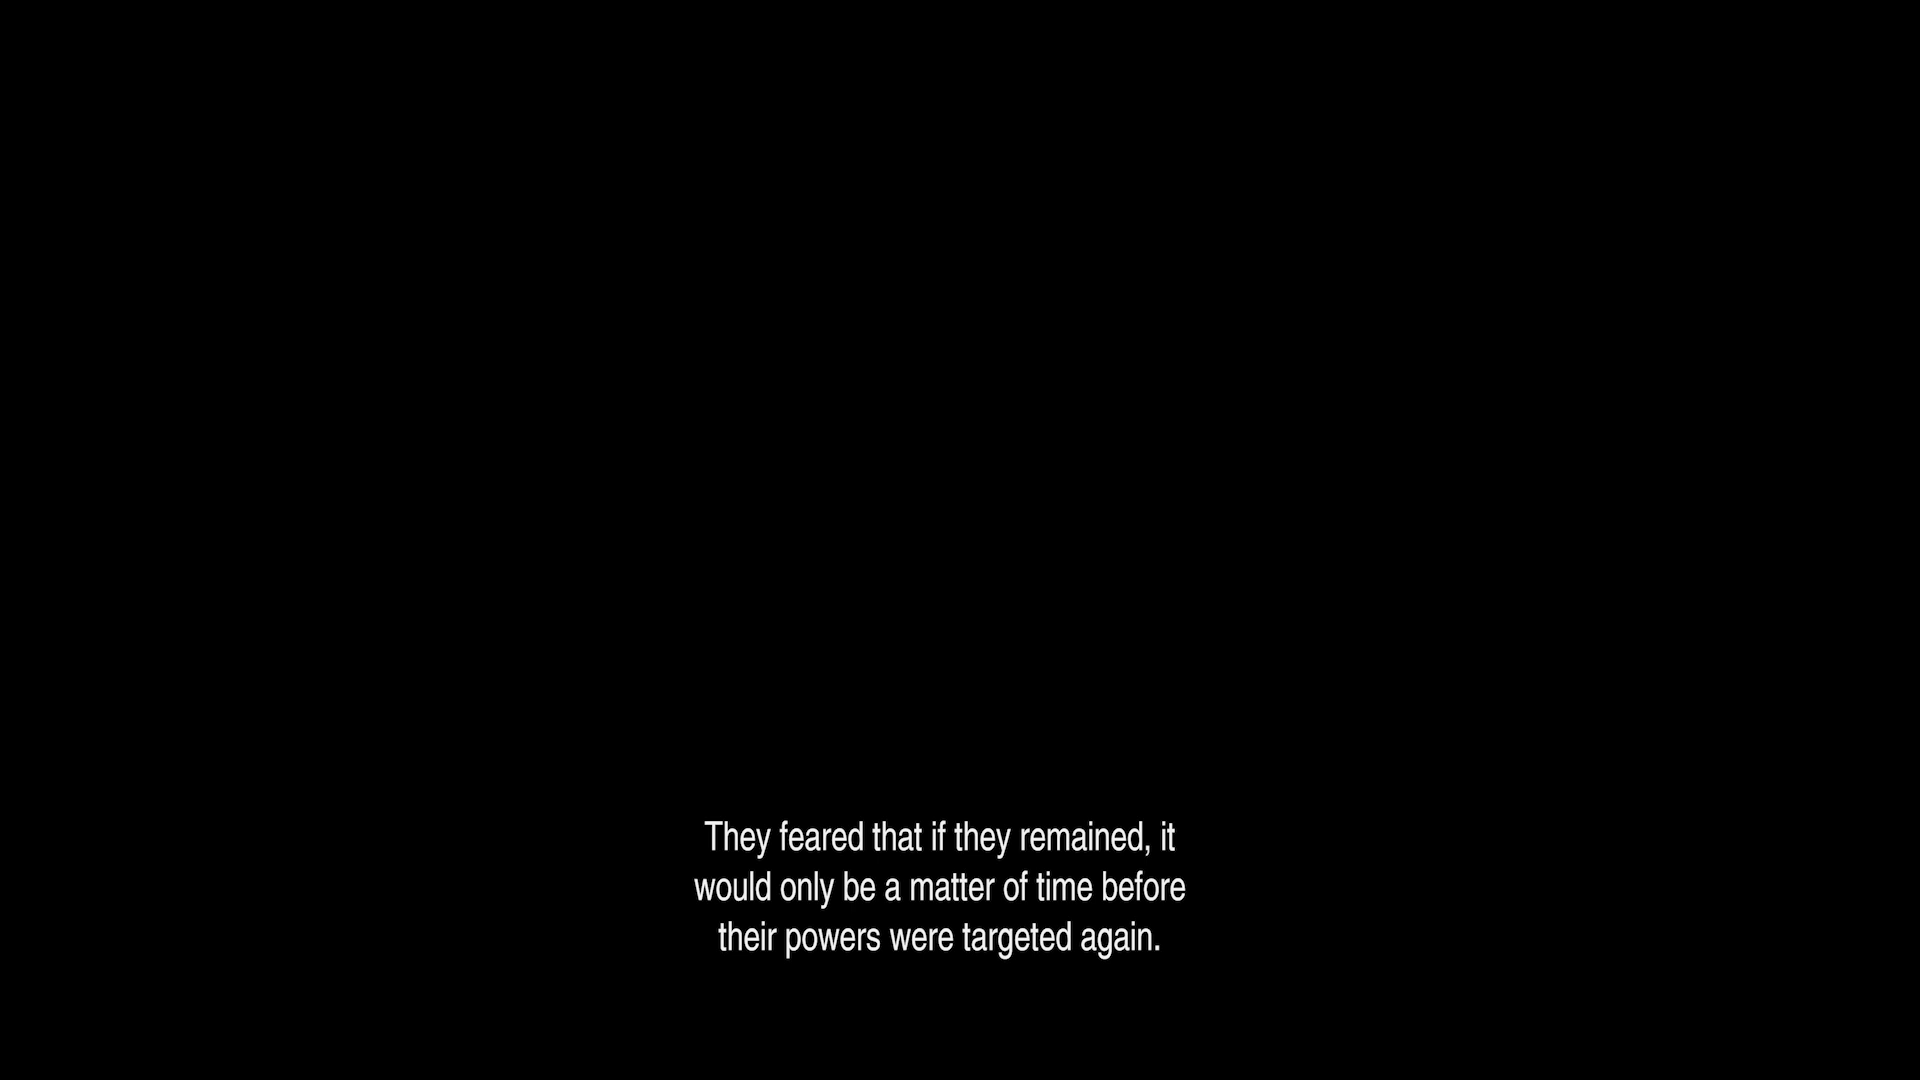 They feared that if they remained, it
would only be a matter of time before
their powers were targeted again.